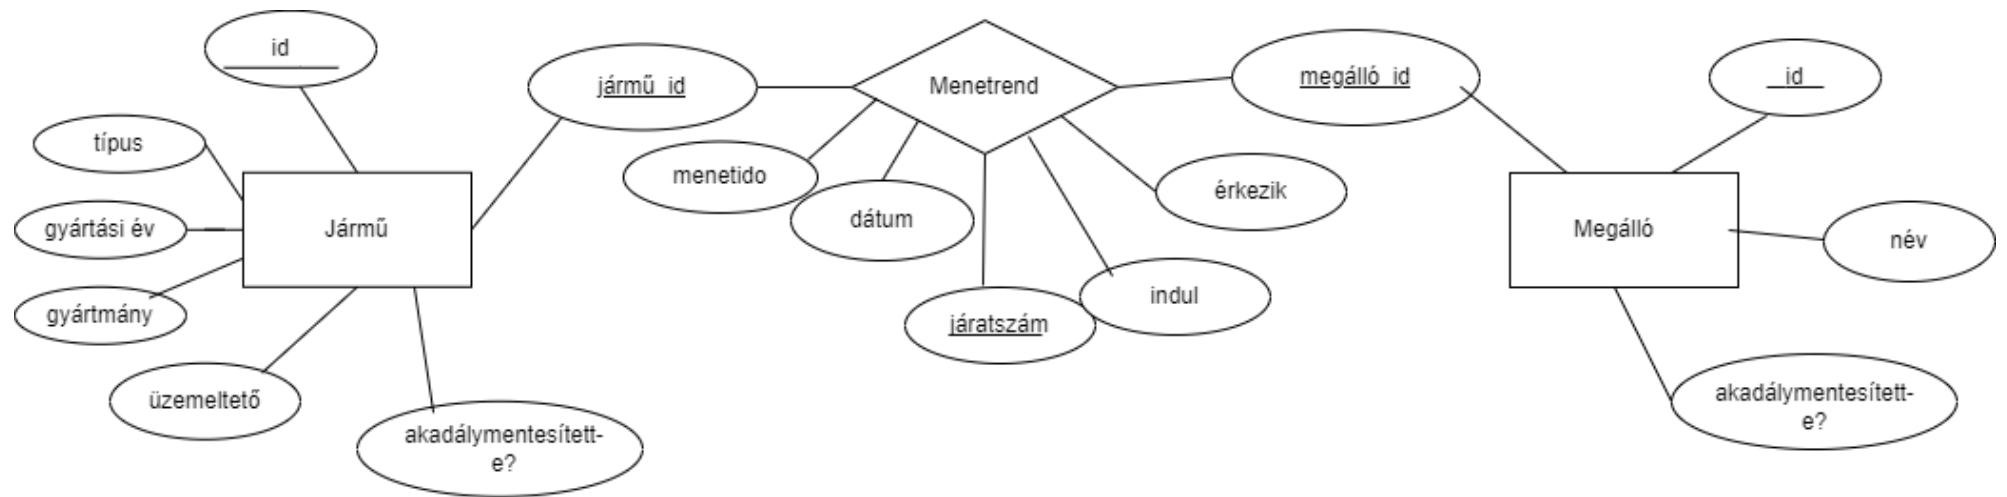 id
jármű_id
Menetrend
megálló_id
id
típus
menetido
dátum
érkezik
gyártási év
Jármű
Megálló
név
gyártmány
járatszám
indul
üzemeltető
akadálymentesített-
e?
akadálymentesített-
e?